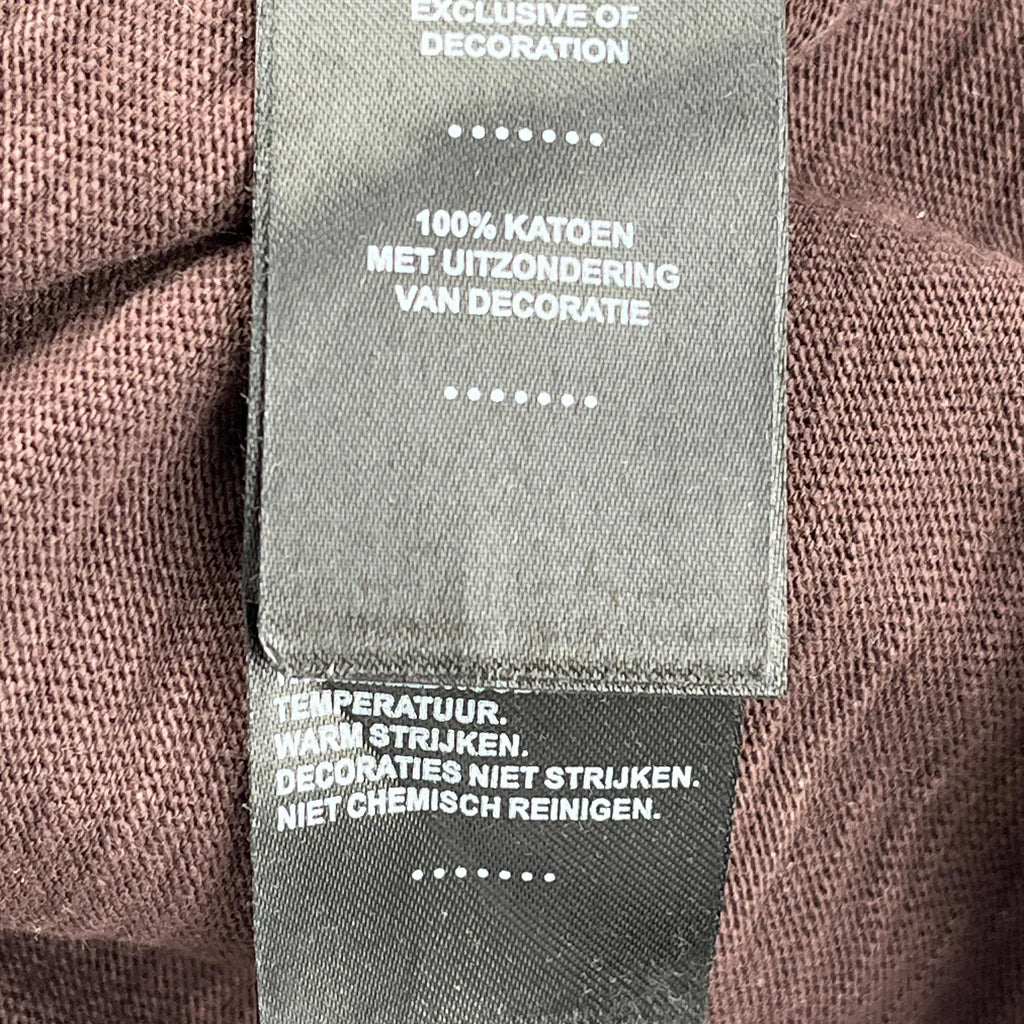 EXCLUSIVE OF
DECORATION
100% KATOEN
MET UITZONDERING
VAN DECORATIE
TEMPERATUUR.
WARM STRIJKEN.
DECORATIES NIET STRIJKEN.
NIET CHEMISCH REINIGEN.